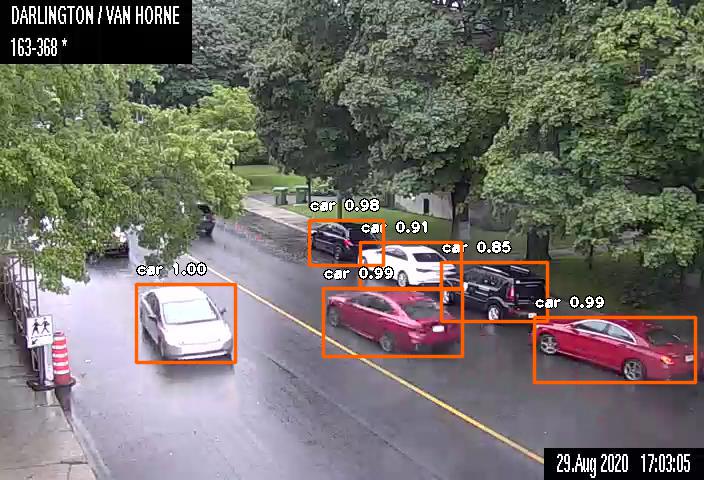 DARLINGTON / VAN HORNE
163-368 *
car 0.98
car 0.91
car 0.85
car 1.00
car 0.99
car 0.99
29.Aug 2020 17:03:05